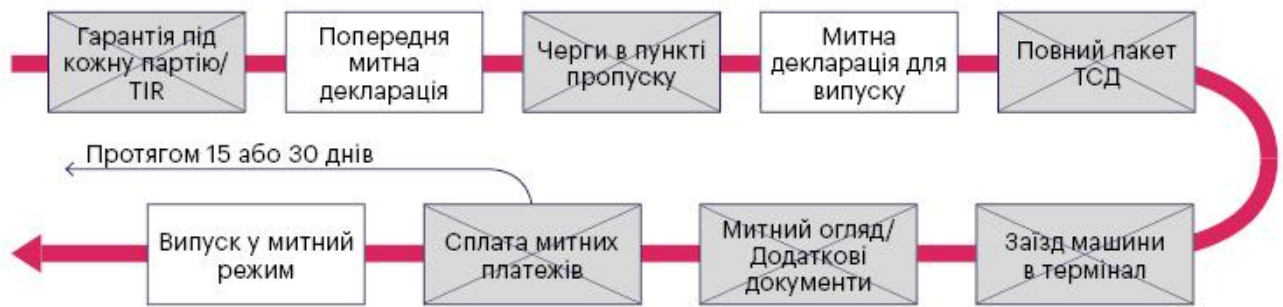 Гарантія під
кожну партію/
TIR
Попередня
митна
декларація
Черги в пункті
пропуску
Митна
декларація для
випуску
Повний пакет
ТСД
Протягом 15 або 30 днів
Випуск у митний
режим
Сплата митних
платежів
Митний огляд/
Додаткові
документи
Заїзд машини
в термінал